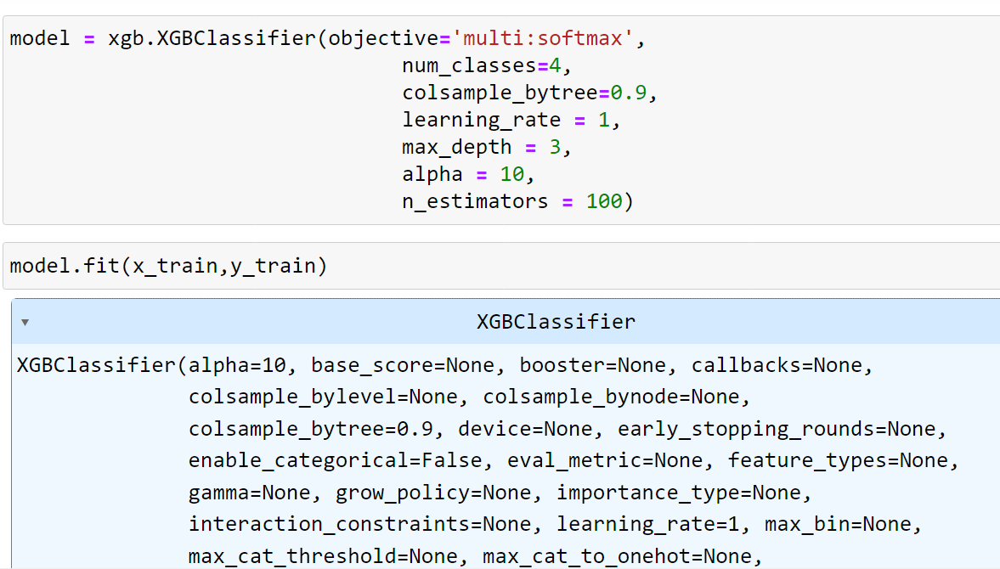 model = xgb.XGBClassifier(objective='multi:softmax',
num_classes=4,
colsample_bytree=0.9,
learning_rate = 1,
max_depth = 3,
alpha = 10,
n_estimators = 100)
model.fit(x_train,y_train)
▾ XGBClassifier
XGBClassifier(alpha=10, base_score=None, booster=None, callbacks=None,
colsample_bylevel=None, colsample_bynode=None,
colsample_bytree=0.9, device=None, early_stopping_rounds=None,
enable_categorical=False, eval_metric=None, feature_types=None,
gamma=None, grow_policy=None, importance_type=None,
interaction_constraints=None, learning_rate=1, max_bin=None,
max_cat_threshold=None, max_cat_to_onehot=None,